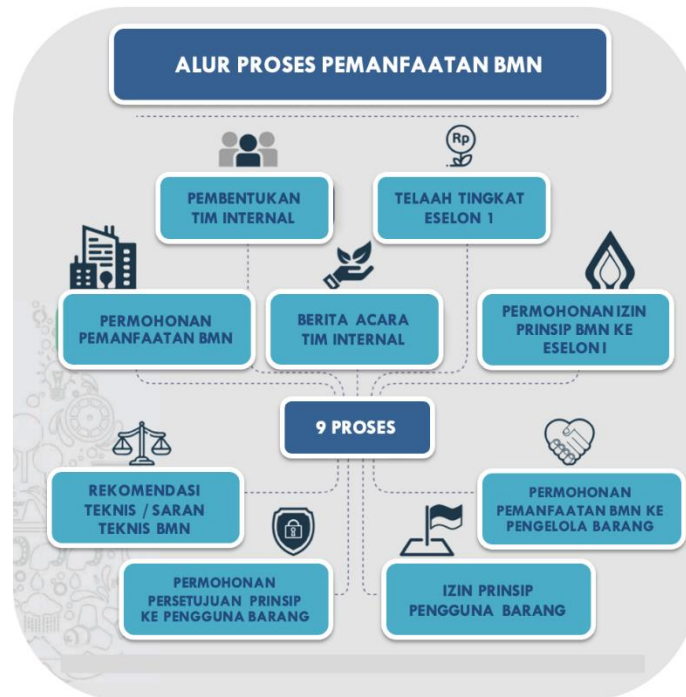 ALUR PROSES PEMANFAATAN BMN
Rp
PEMBENTUKAN
TIM INTERNAL
TELAAH TINGKAT
ESELON 1
PERMOHONAN
PEMANFAATAN BMN
BERITA ACARA
TIM INTERNAL
PERMOHONAN IZIN
PRINSIP BMN KE
ESELON I
9 PROSES
REKOMENDASI
TEKNIS / SARAN
TEKNIS BMN
PERMOHONAN
PEMANFAATAN BMN KE
PENGELOLA BARANG
PERMOHONAN
PERSETUJUAN PRINSIP
KE PENGGUNA BARANG
IZIN PRINSIP
PENGGUNA BARANG